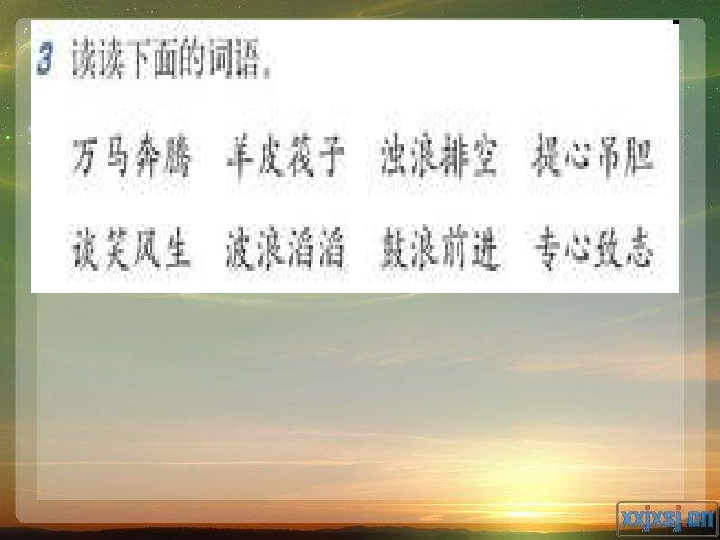 3 读读下面的词语。
万马奔腾 羊皮筏子 浊浪排空 提心吊胆
谈笑风生 波浪滔滔 鼓浪前进 专心致志
xxjxsj.cn